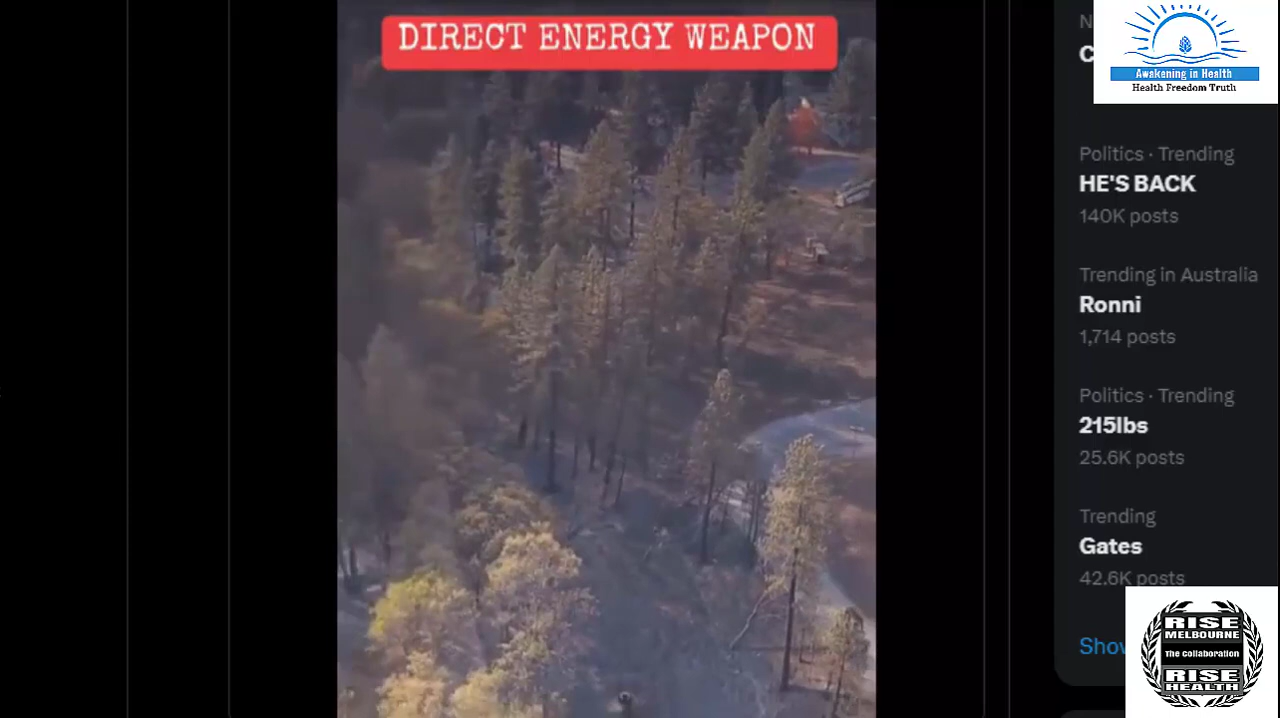 DIRECT ENERGY WEAPON
Awakening in Health
Health Freedom Truth
Politics · Trending
HE'S BACK
140K posts
Trending in Australia
Ronni
1,714 posts
Politics · Trending
215lbs
25.6K posts
Trending
Gates
42.6K posts
RISE
MELBOURNE
The Collaboration
RISE
HEALTH